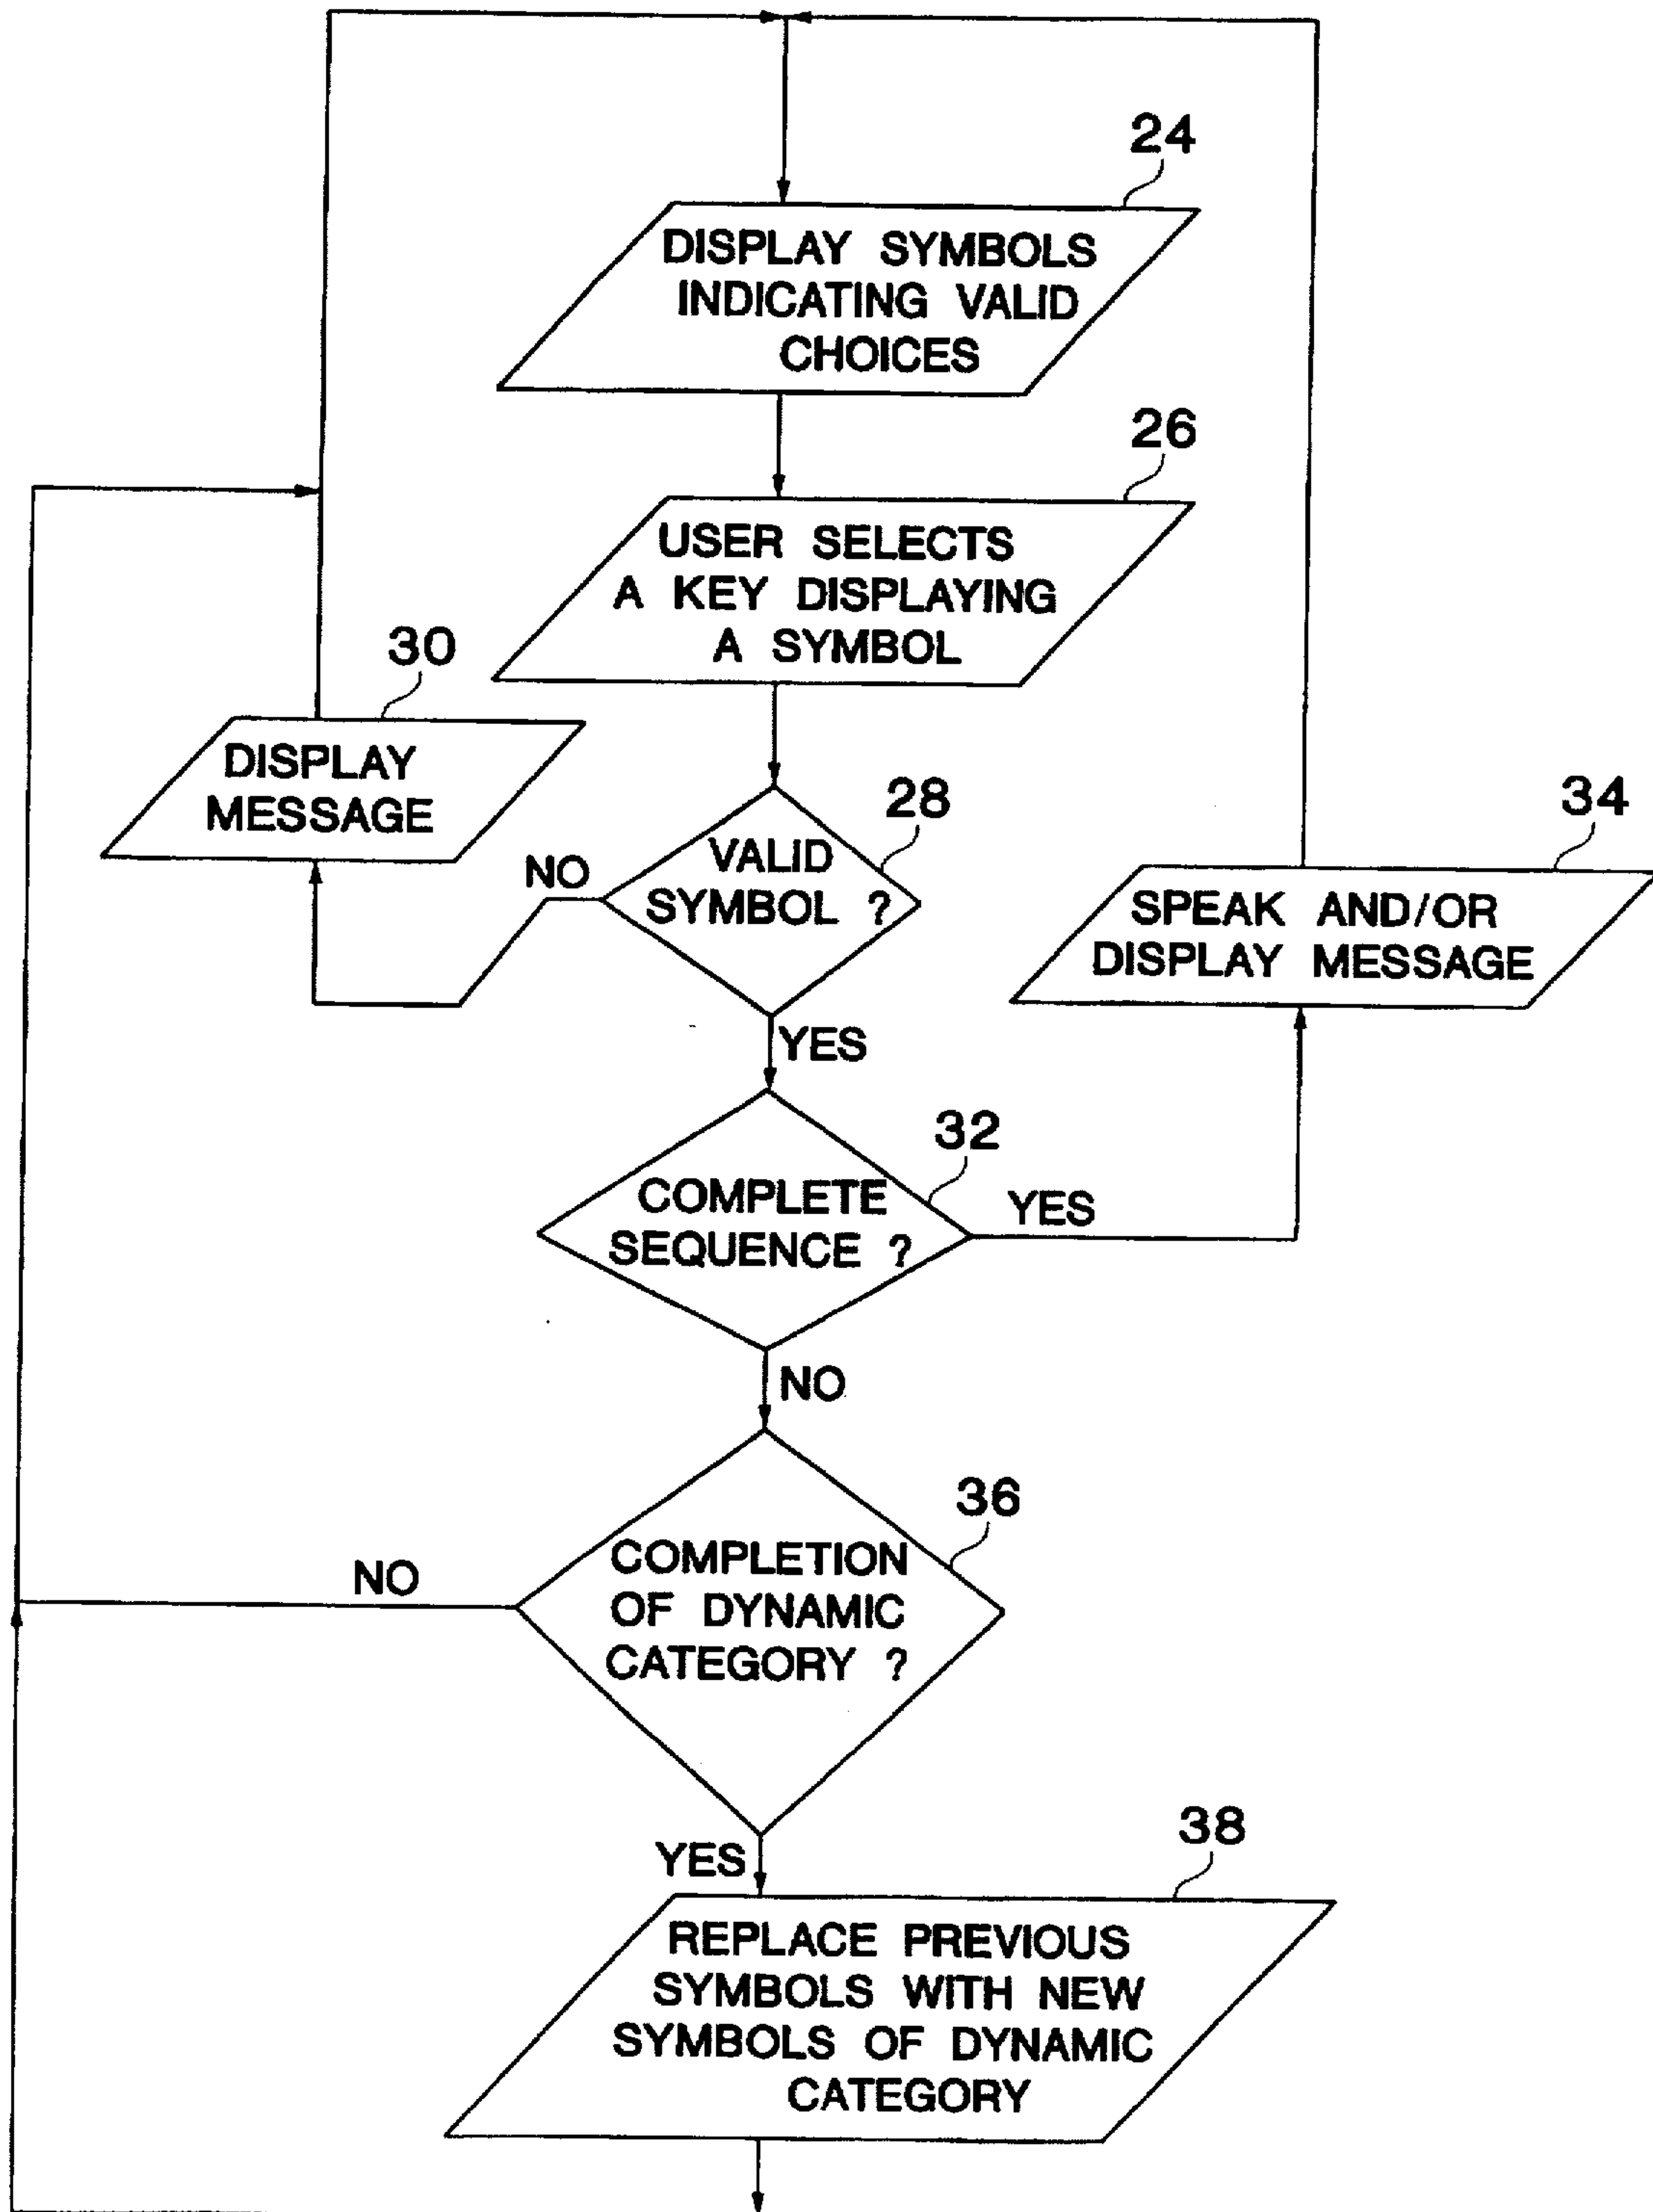 24
DISPLAY SYMBOLS
INDICATING VALID
CHOICES
26
USER SELECTS
A KEY DISPLAYING
A SYMBOL
30
DISPLAY
MESSAGE
28
VALID
SYMBOL ?
NO
YES
34
SPEAK AND/OR
DISPLAY MESSAGE
32
COMPLETE
SEQUENCE ?
YES
NO
36
COMPLETION
OF DYNAMIC
CATEGORY ?
NO
YES
38
REPLACE PREVIOUS
SYMBOLS WITH NEW
SYMBOLS OF DYNAMIC
CATEGORY